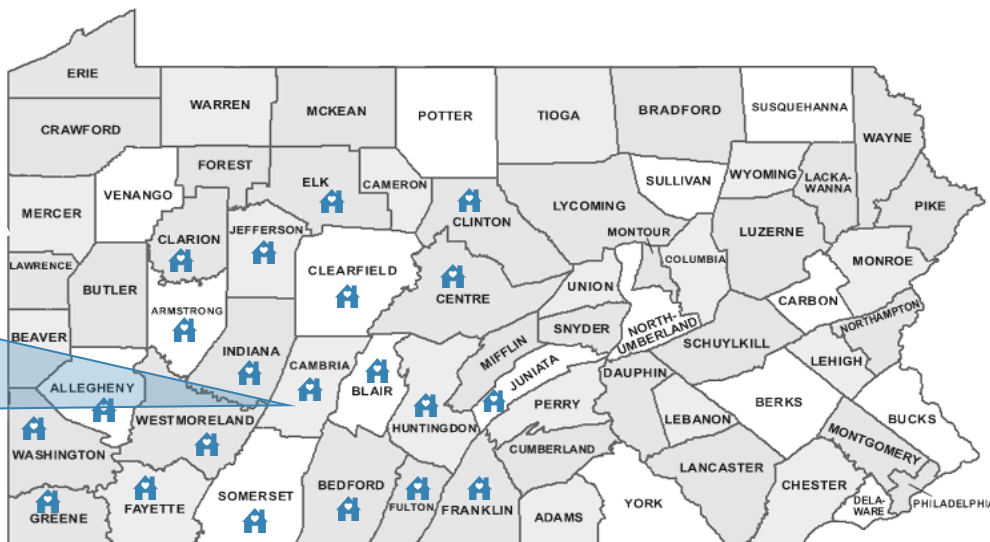 ERIE
WARREN
MCKEAN
POTTER
TIOGA
BRADFORD
SUSQUEHANNA
CRAWFORD
WAYNE
FOREST
ELK
CAMERON
SULLIVAN
WYOMING
LACKA-
WANNA
VENANGO
MERCER
CLINTON
LYCOMING
PIKE
CLARION
JEFFERSON
MONTOUR
LUZERNE
LAWRENCE
CLEARFIELD
COLUMBIA
MONROE
BUTLER
CENTRE
UNION
CARBON
ARMSTRONG
NORTH-
UMBERLAND
NORTHAMPTON
BEAVER
SNYDER
SCHUYLKILL
INDIANA
CAMBRIA
MIFFLIN
LEHIGH
ALLEGHENY
BLAIR
JUNIATA
DAUPHIN
PERRY
BERKS
WESTMORELAND
HUNTINGDON
LEBANON
BUCKS
WASHINGTON
CUMBERLAND
MONTGOMERY
LANCASTER
BEDFORD
CHESTER
SOMERSET
FULTON
FRANKLIN
YORK
DELA-
WARE
PHILADELPHIA
GREENE
FAYETTE
ADAMS